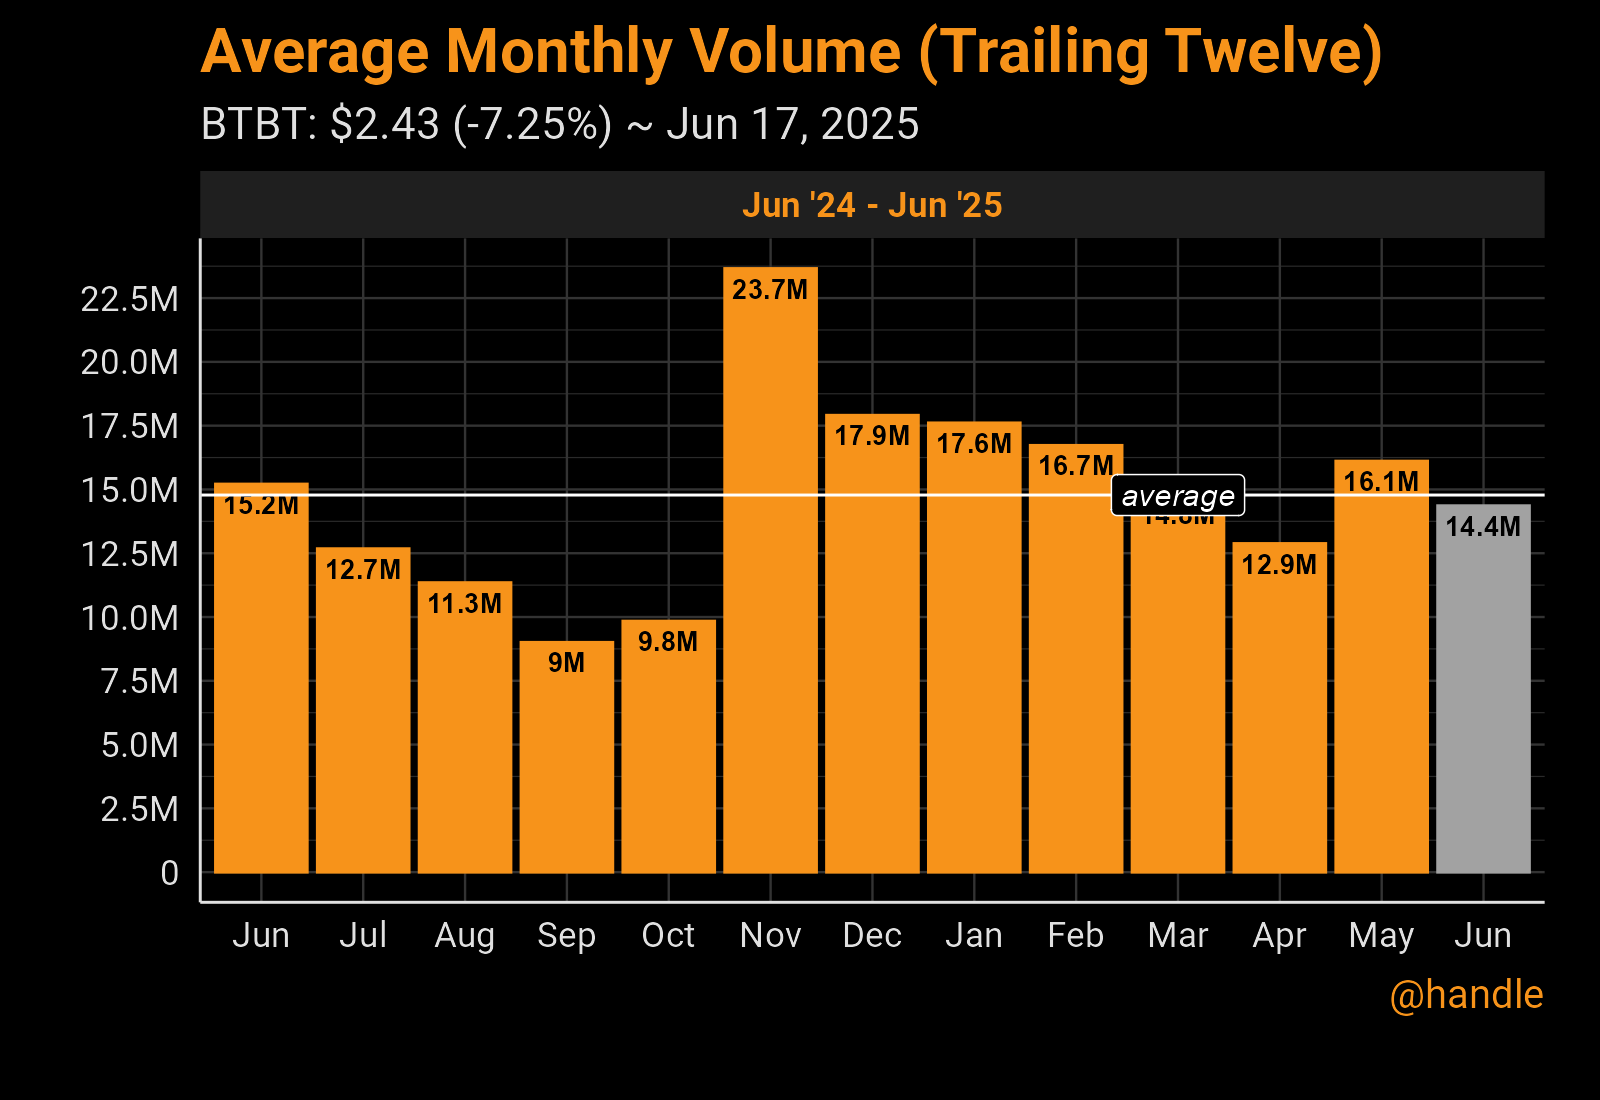 Average Monthly Volume (Trailing Twelve)
BTBT: $2.43 (-7.25%) ~ Jun 17, 2025
Jun '24 - Jun '25
22.5M
20.0M
17.5M
15.0M
12.5M
10.0M
7.5M
5.0M
2.5M
0
15.2M
12.7M
11.3M
9M
9.8M
23.7M
17.9M
17.6M
16.7M
average
12.9M
16.1M
14.4M
Jun Jul Aug Sep Oct Nov Dec Jan Feb Mar Apr May Jun
@handle